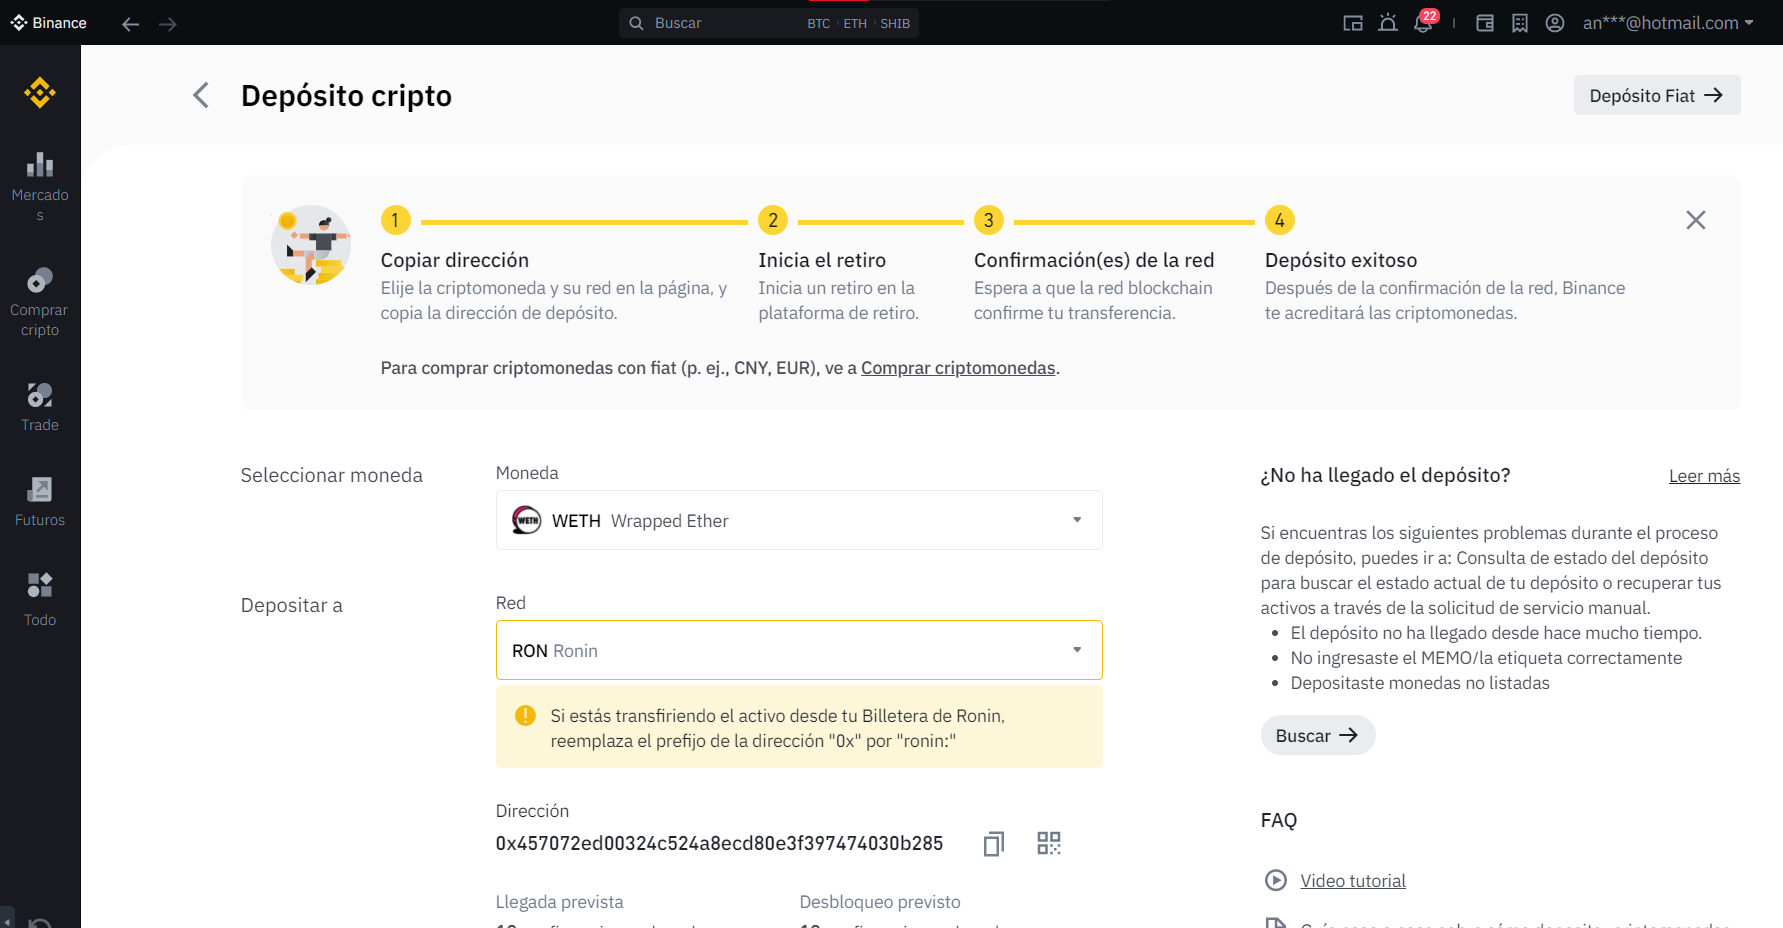 Binance
Buscar
BTC
ETH
SHIB
22
an***@hotmail.com
Mercado
s
Comprar
cripto
Trade
Futuros
Todo
Depósito cripto
Depósito Fiat
1
2
3
4
Copiar dirección
Elije la criptomoneda y su red en la página, y
copia la dirección de depósito.
Inicia el retiro
Inicia un retiro en la
plataforma de retiro.
Confirmación(es) de la red
Espera a que la red blockchain
confirme tu transferencia.
Depósito exitoso
Después de la confirmación de la red, Binance
te acreditará las criptomonedas.
Para comprar criptomonedas con fiat (p. ej., CNY, EUR), ve a Comprar criptomonedas.
Seleccionar moneda
Moneda
WETH
WETH Wrapped Ether
Depositar a
Red
RON Ronin
Si estás transfiriendo el activo desde tu Billetera de Ronin,
reemplaza el prefijo de la dirección "0x" por "ronin:"
Dirección
0x457072ed00324c524a8ecd80e3f397474030b285
Llegada prevista
Desbloqueo previsto
¿No ha llegado el depósito?
Leer más
Si encuentras los siguientes problemas durante el proceso
de depósito, puedes ir a: Consulta de estado del depósito
para buscar el estado actual de tu depósito o recuperar tus
activos a través de la solicitud de servicio manual.
El depósito no ha llegado desde hace mucho tiempo.
No ingresaste el MEMO/la etiqueta correctamente
Depositaste monedas no listadas
Buscar
FAQ
Video tutorial